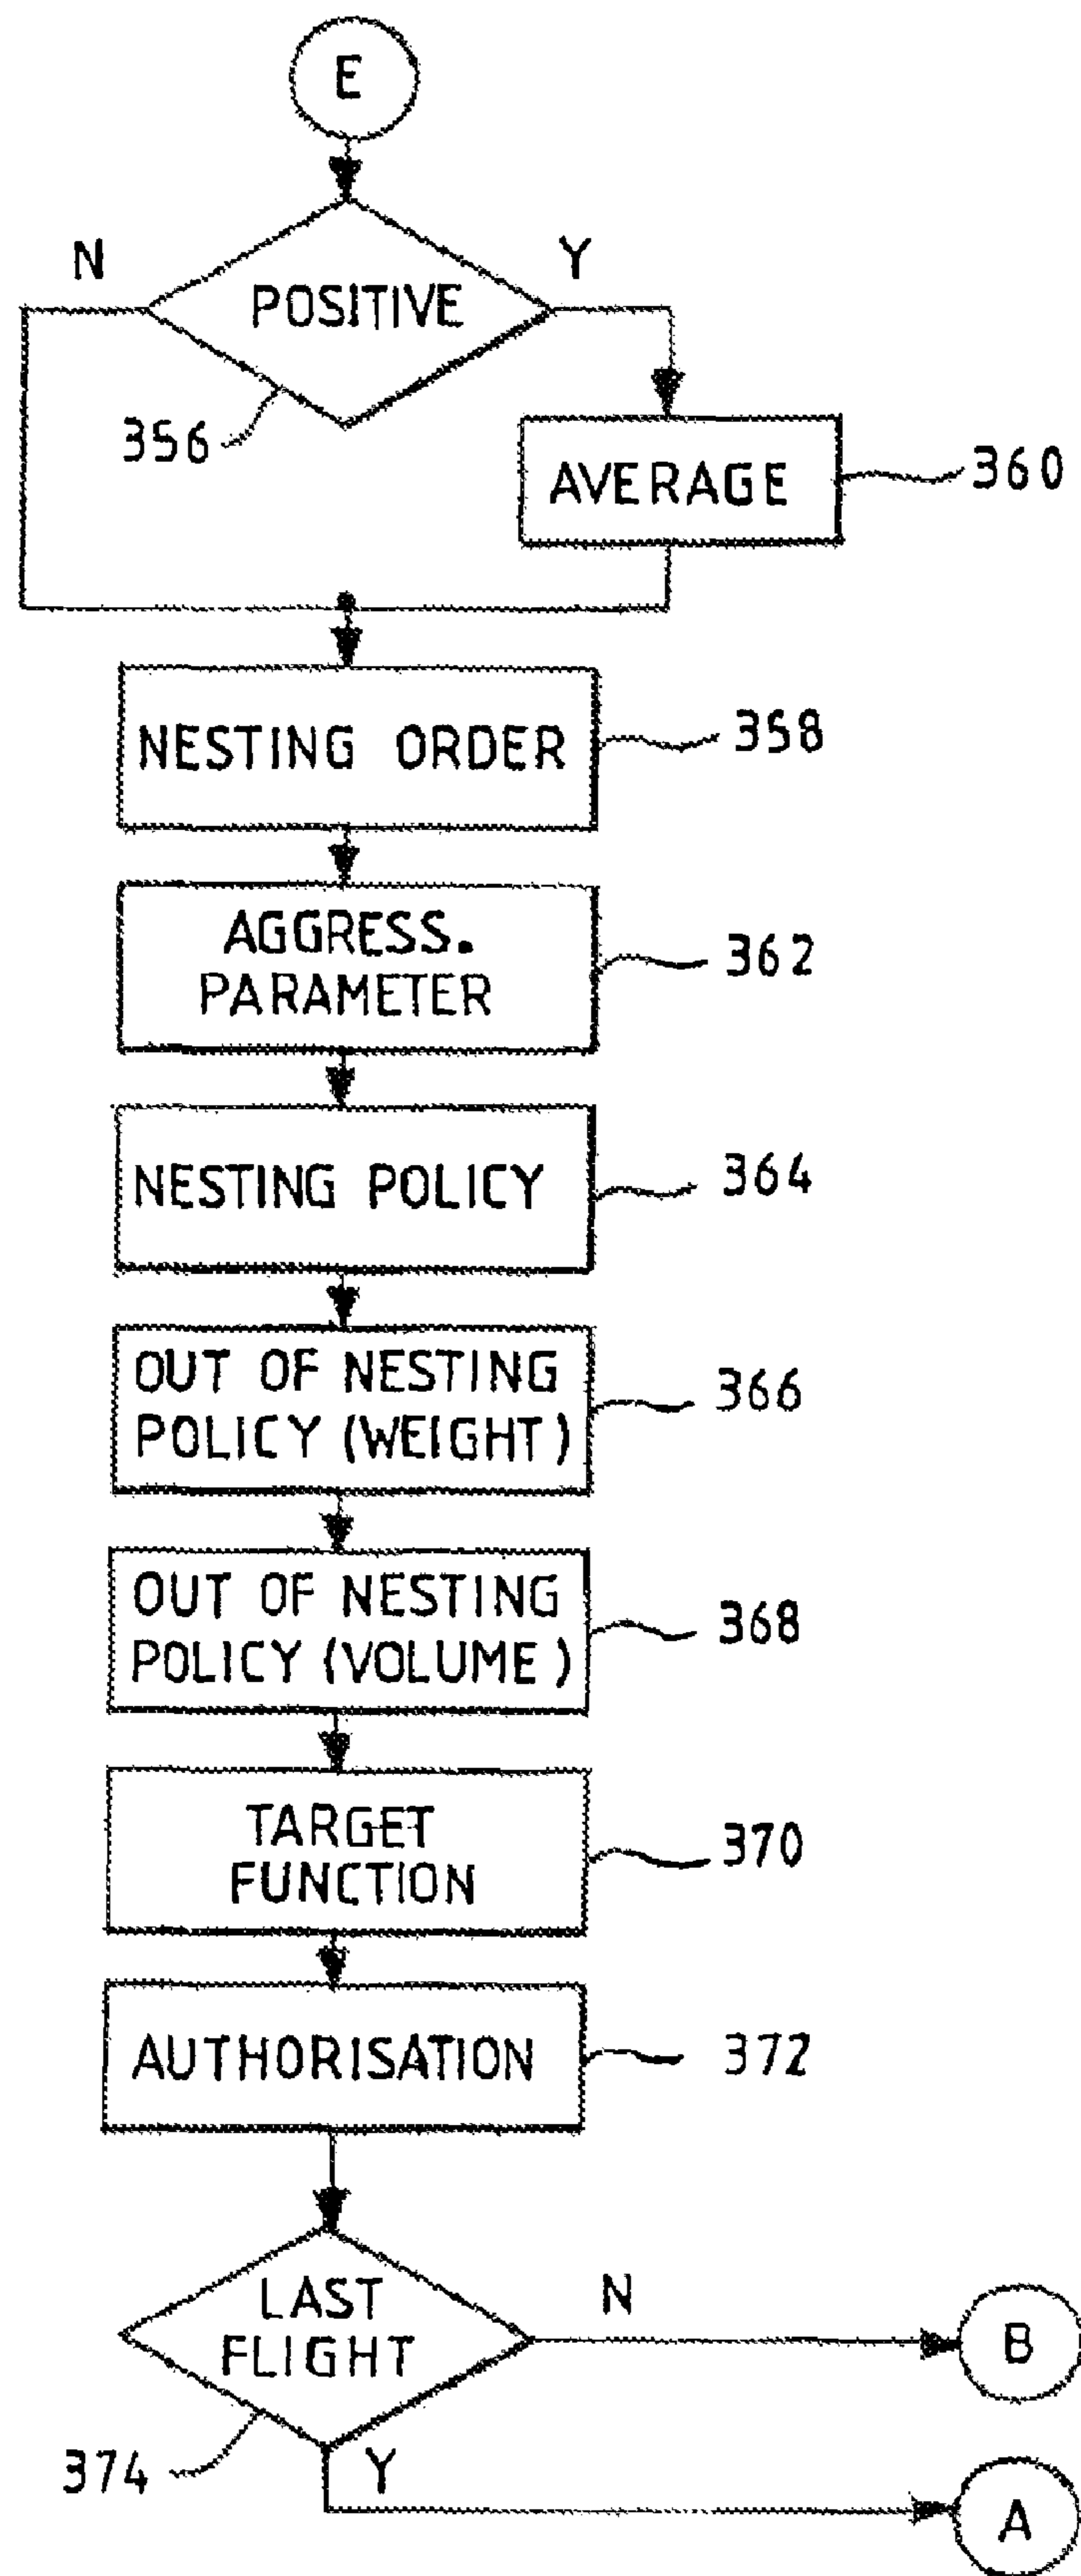 E
N
Y
POSITIVE
356
AVERAGE
360
NESTING ORDER
358
AGGRESS.
PARAMETER
362
NESTING POLICY
364
OUT OF NESTING
POLICY (WEIGHT)
366
OUT OF NESTING
POLICY (VOLUME)
368
TARGET
FUNCTION
370
AUTHORISATION
372
LAST
FLIGHT
N
B
374
Y
A